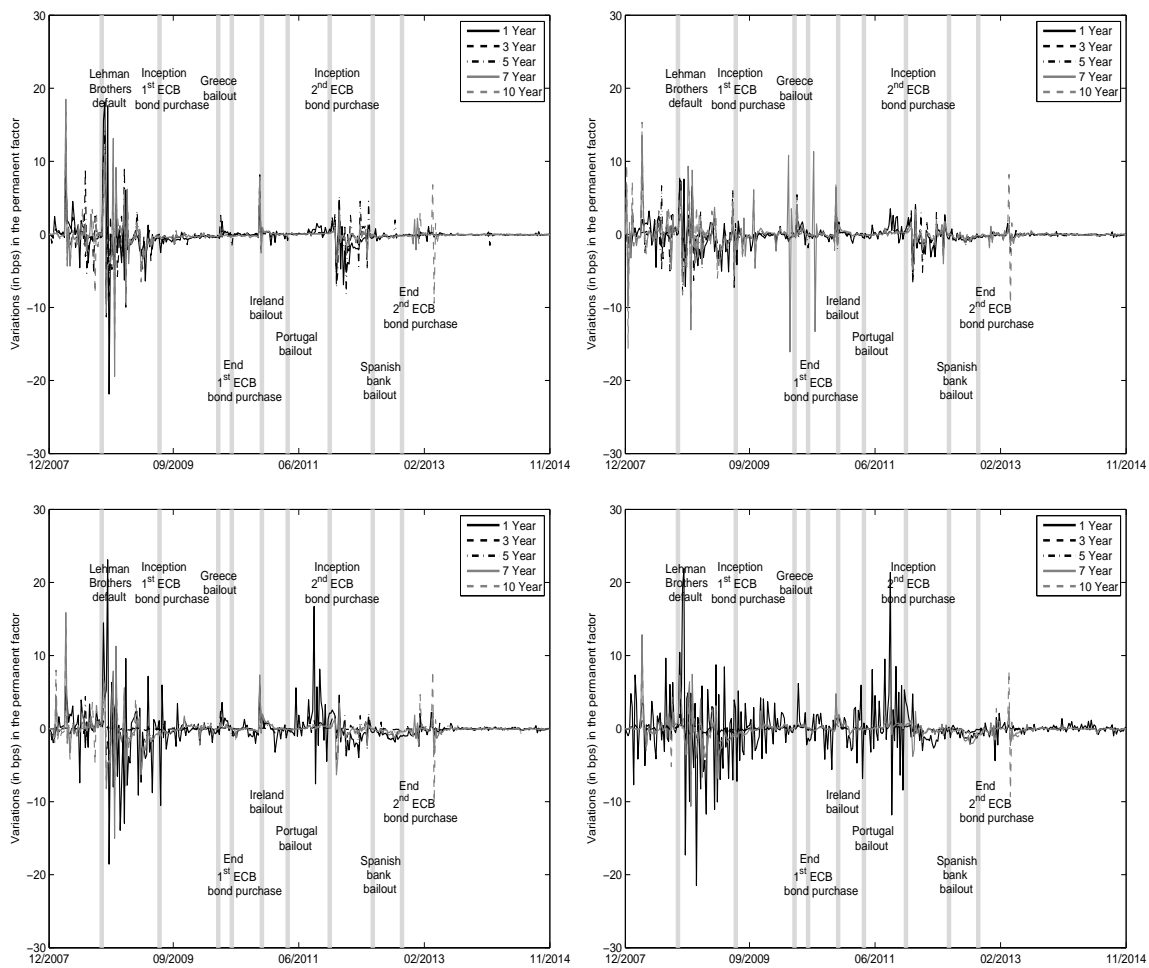 30
20
10
0
−10
−20
−30
Variations (in bps) in the permanent factor
12/2007
09/2009
06/2011
02/2013
11/2014
1 Year
3 Year
5 Year
7 Year
10 Year
Lehman
Brothers
default
Inception
1st ECB
bond purchase
Greece
bailout
Inception
2nd ECB
bond purchase
Ireland
bailout
Portugal
bailout
End
1st ECB
bond purchase
Spanish
bank
bailout
End
2nd ECB
bond purchase
30
20
10
0
−10
−20
−30
Variations (in bps) in the permanent factor
12/2007
09/2009
06/2011
02/2013
11/2014
1 Year
3 Year
5 Year
7 Year
10 Year
Lehman
Brothers
default
Inception
1st ECB
bond purchase
Greece
bailout
Inception
2nd ECB
bond purchase
Ireland
bailout
Portugal
bailout
End
1st ECB
bond purchase
Spanish
bank
bailout
End
2nd ECB
bond purchase
30
20
10
0
−10
−20
−30
Variations (in bps) in the permanent factor
12/2007
09/2009
06/2011
02/2013
11/2014
1 Year
3 Year
5 Year
7 Year
10 Year
Lehman
Brothers
default
Inception
1st ECB
bond purchase
Greece
bailout
Inception
2nd ECB
bond purchase
Ireland
bailout
Portugal
bailout
End
1st ECB
bond purchase
Spanish
bank
bailout
End
2nd ECB
bond purchase
30
20
10
0
−10
−20
−30
Variations (in bps) in the permanent factor
12/2007
09/2009
06/2011
02/2013
11/2014
1 Year
3 Year
5 Year
7 Year
10 Year
Lehman
Brothers
default
Inception
1st ECB
bond purchase
Greece
bailout
Inception
2nd ECB
bond purchase
Ireland
bailout
Portugal
bailout
End
1st ECB
bond purchase
Spanish
bank
bailout
End
2nd ECB
bond purchase